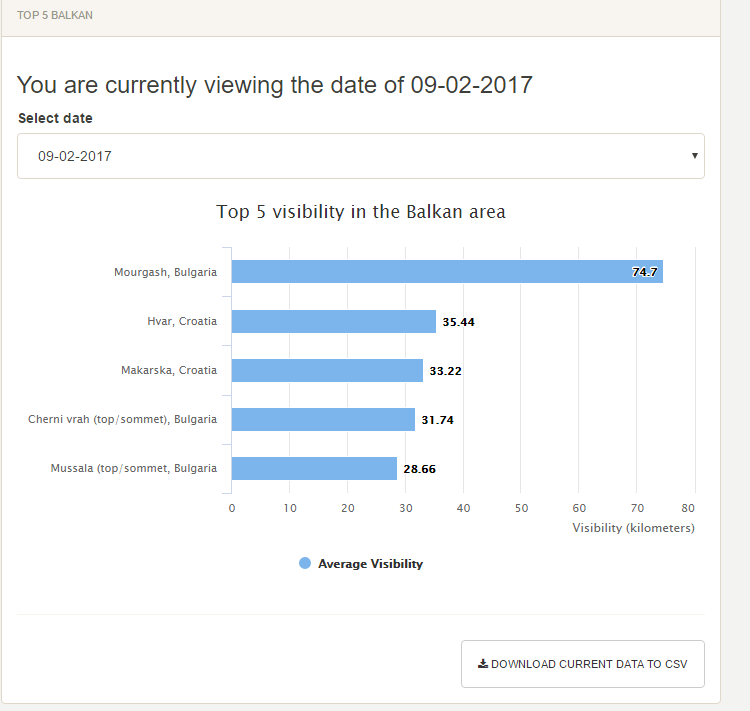 TOP 5 BALKAN
You are currently viewing the date of 09-02-2017
Select date
09-02-2017
Top 5 visibility in the Balkan area
Mourgash, Bulgaria 74.7
Hvar, Croatia 35.44
Makarska, Croatia 33.22
Cherni vrah (top/sommet), Bulgaria 31.74
Mussala (top/sommet, Bulgaria 28.66
0 10 20 30 40 50 60 70 80
Visibility (kilometers)
Average Visibility
DOWNLOAD CURRENT DATA TO CSV